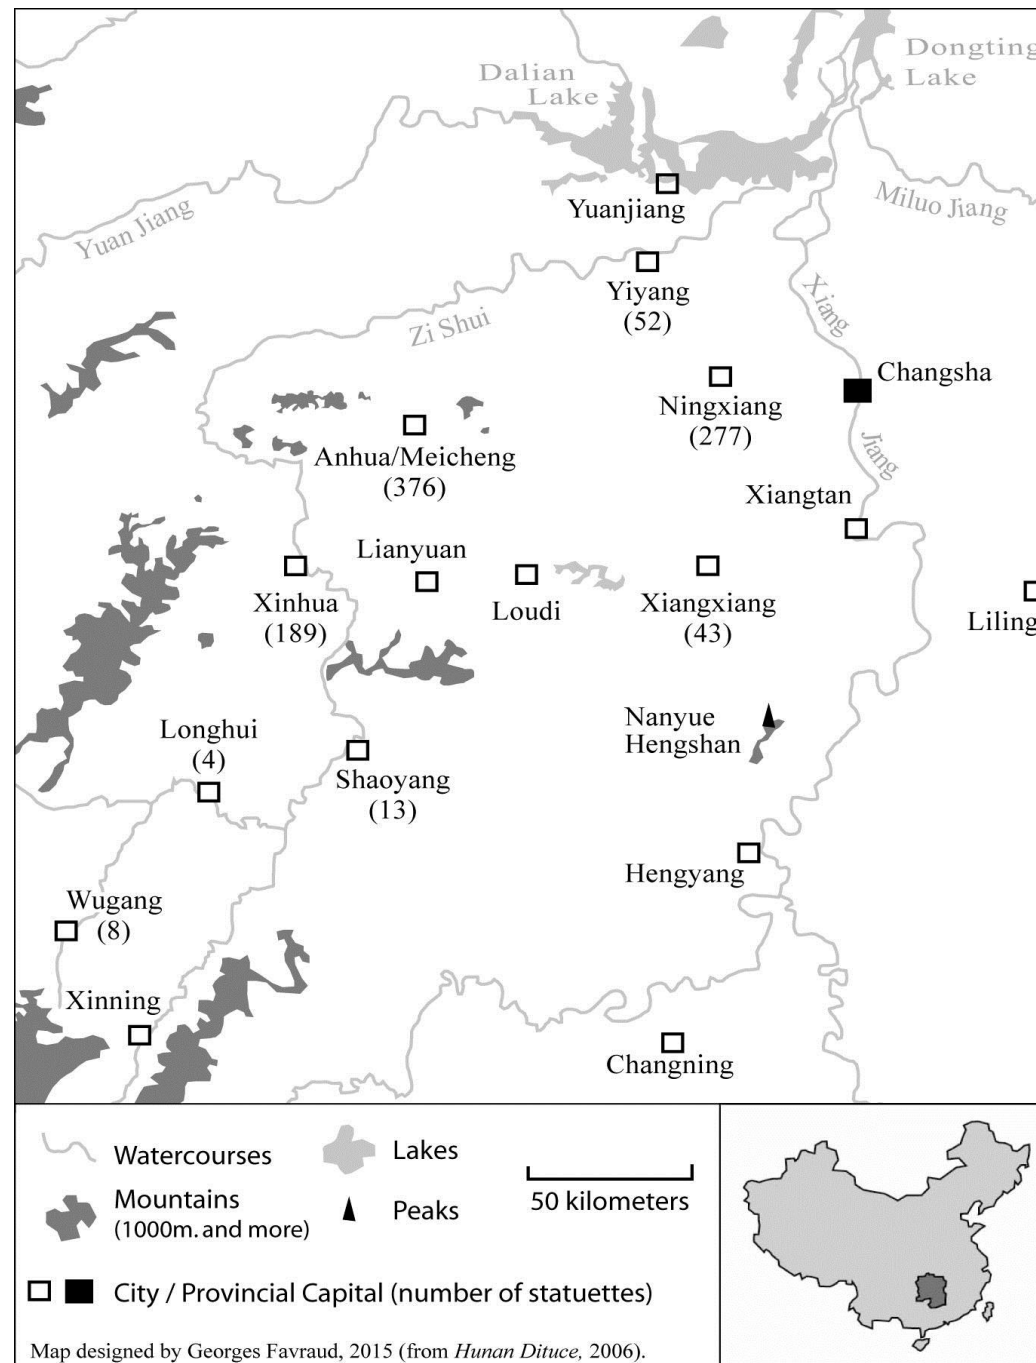 Dongting
Lake
Dalian
Lake
Yuanjiang
Miluo Jiang
Yuan Jiang
Yiyang
(52)
Zi Shui
Xiang
Jiang
Changsha
Ningxiang
(277)
Anhua/Meicheng
(376)
Xiangtan
Lianyuan
Xinhua
(189)
Loudi
Xiangxiang
(43)
Liling
Nanyue
Hengshan
Longhui
(4)
Shaoyang
(13)
Hengyang
Wugang
(8)
Xinning
Changning
Watercourses
Lakes
Mountains
(1000m. and more)
Peaks
50 kilometers
City / Provincial Capital (number of statuettes)
Map designed by Georges Favraud, 2015 (from Hunan Dituce, 2006).